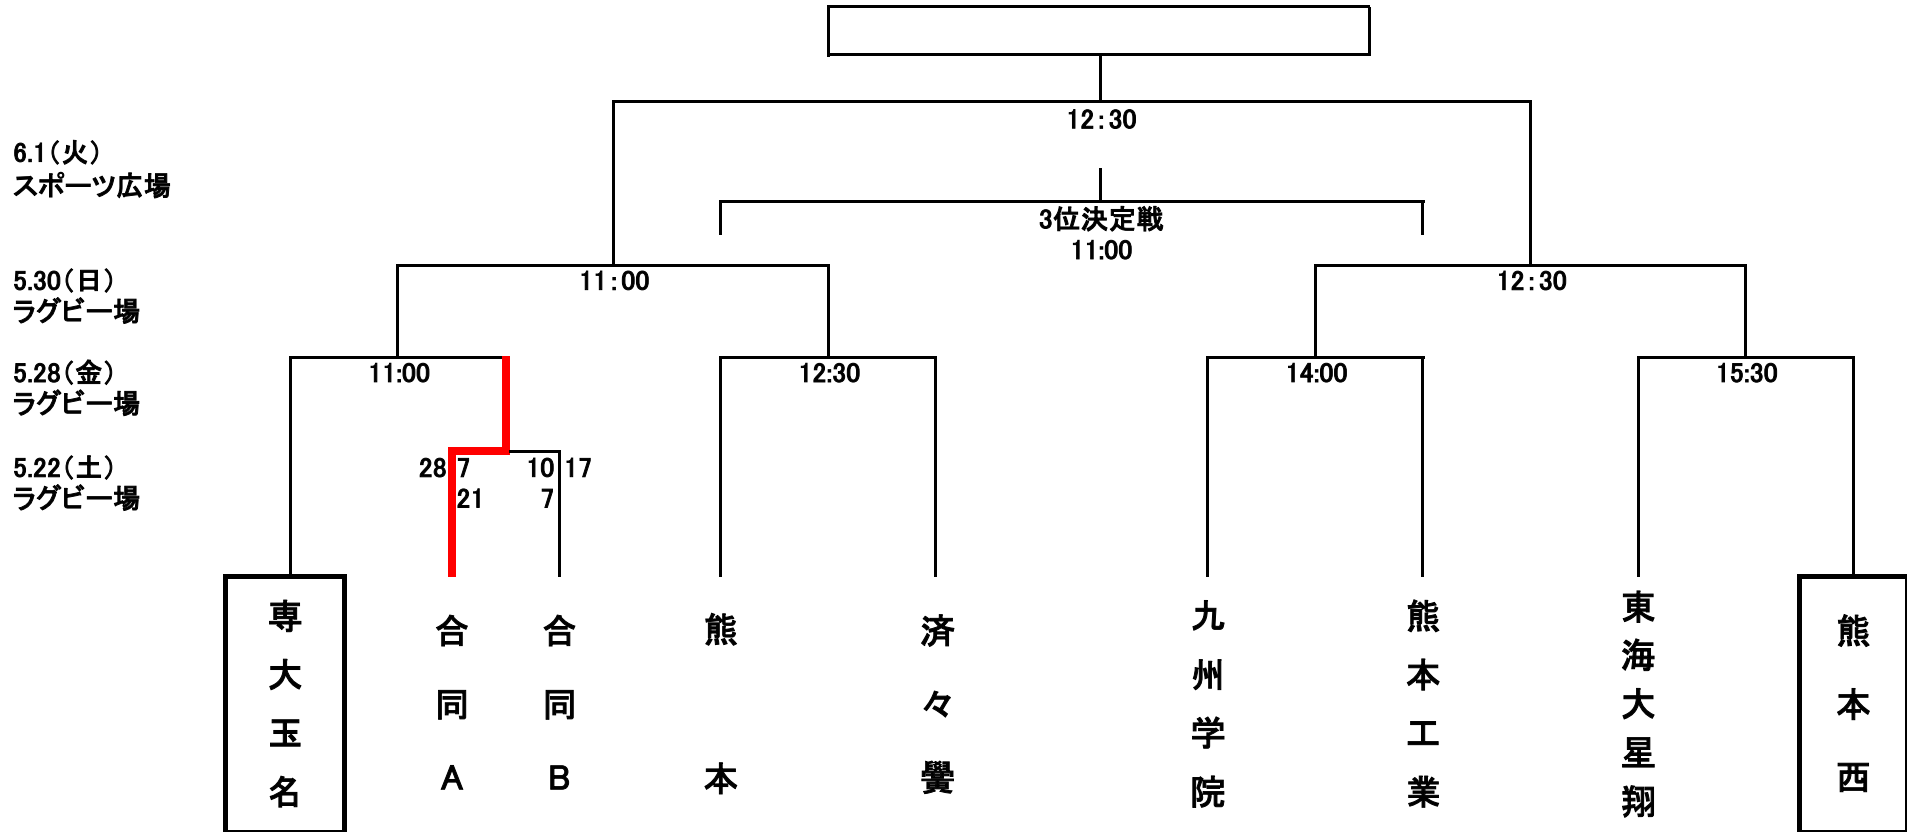 12:30
6.1(火)
スポーツ広場
3位決定戦
11:00
5.30(日)
ラグビー場
11:00
12:30
5.28(金)
ラグビー場
11:00
12:30
14:00
15:30
5.22(土)
ラグビー場
28 7 10 17
21 7
専大玉名
合同A
合同B
熊本
済々黌
九州学院
熊本工業
東海大星翔
熊本西